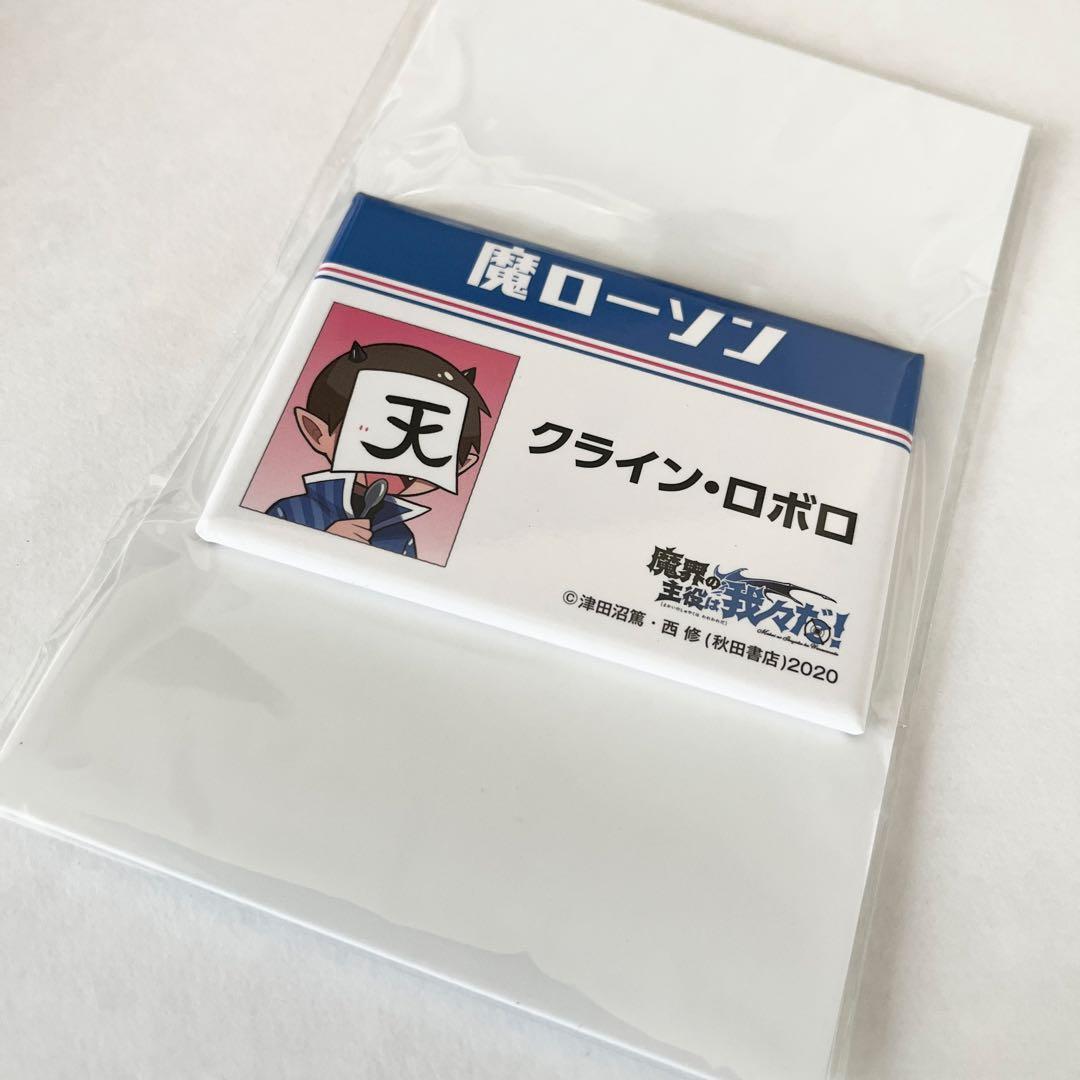 魔ローソン
天
クライン・ロボロ
魔界の
主役は我々だ!
©津田沼篤・西 修(秋田書店)2020